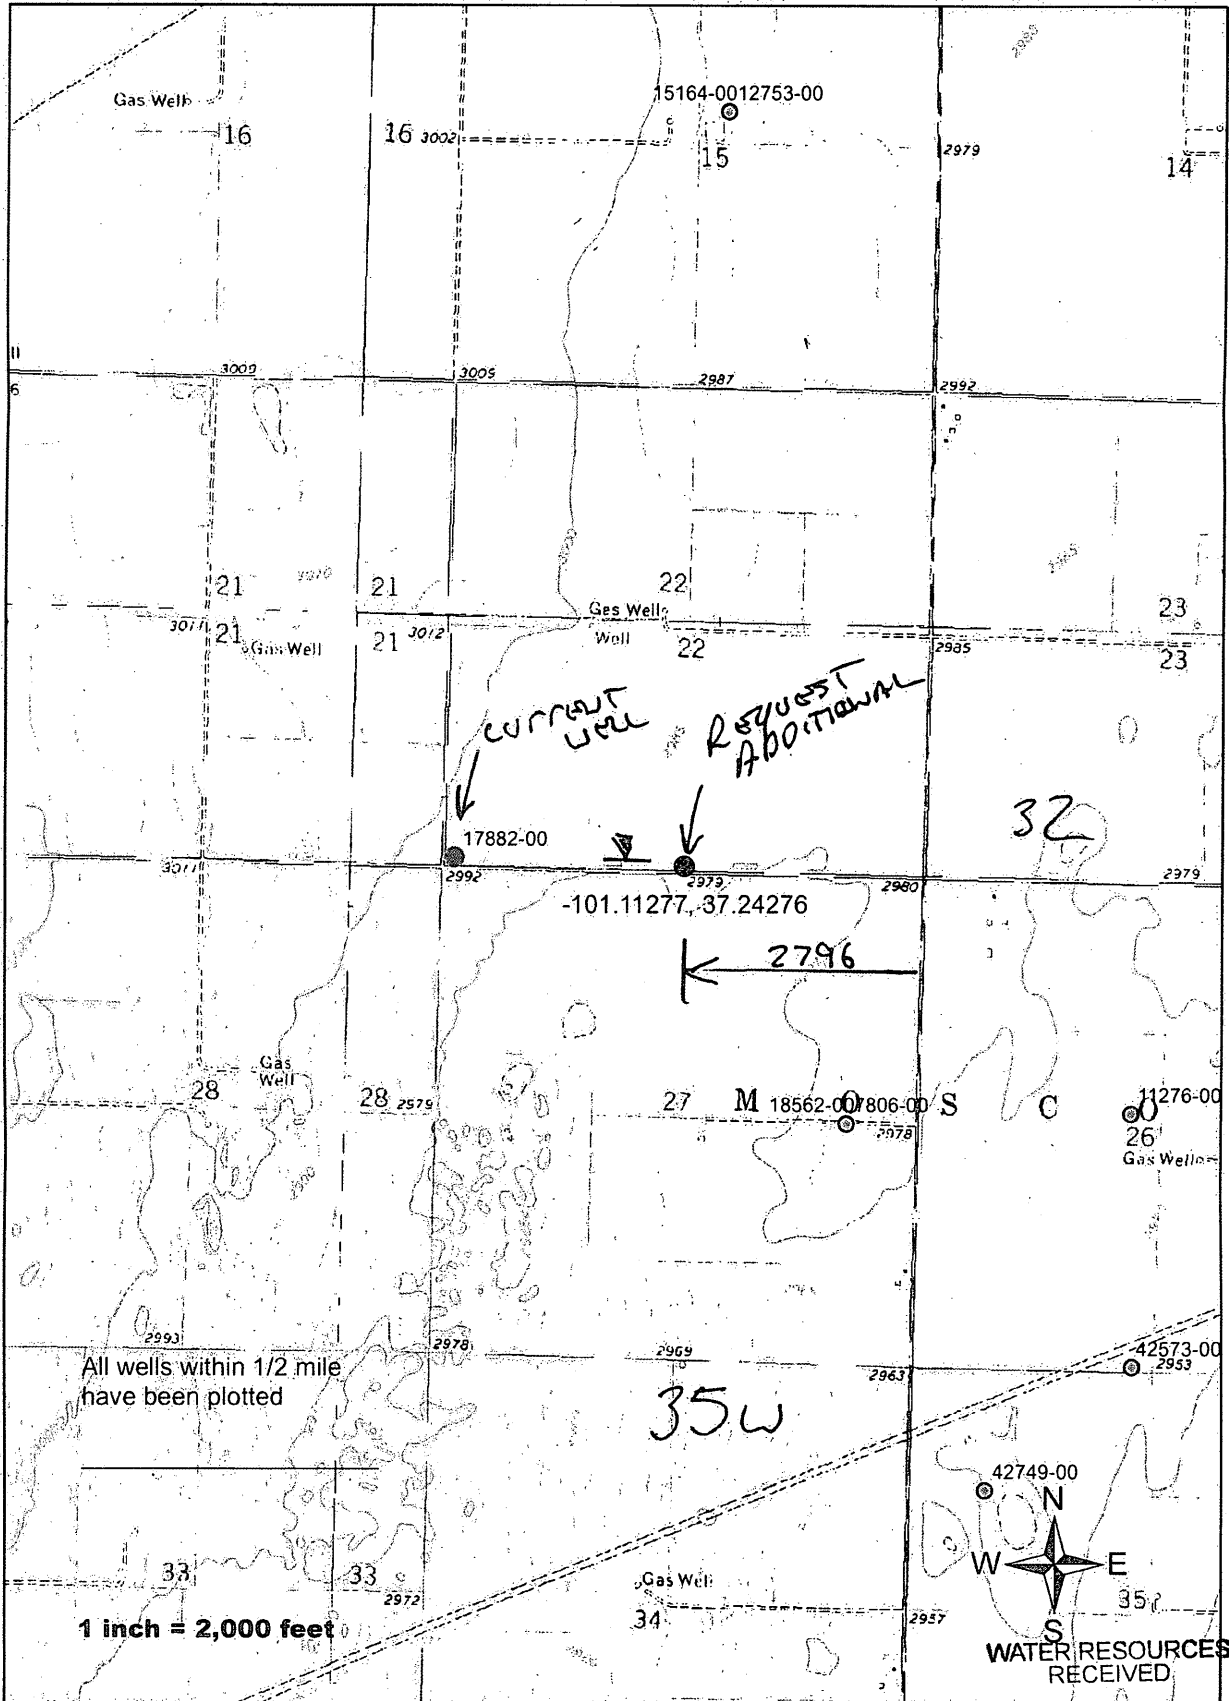 15164-0012753-00
Gas Well
16
16
3002
15
2979
14
11
6
3009
3005
2987
2992
21
21
22
23
3011
21
Gas Well
21
3012
Gas Well
Well
22
2985
23
CURRENT
WELL
REQUEST
ADDITIONAL
32
17882-00
3011
2992
2979
2980
2979
-101.11277, 37.24276
2796
Gas
Well
28
28
2579
27
M
18562-007806-00
O
S
C
O
11276-00
2978
26
Gas Well
2993
2978
2969
2963
42573-00
2953
All wells within 1/2 mile
have been plotted
35W
42749-00
N
W
E
S
33
33
2972
Gas Well
34
2957
35
1 inch = 2,000 feet
WATER RESOURCES
RECEIVED